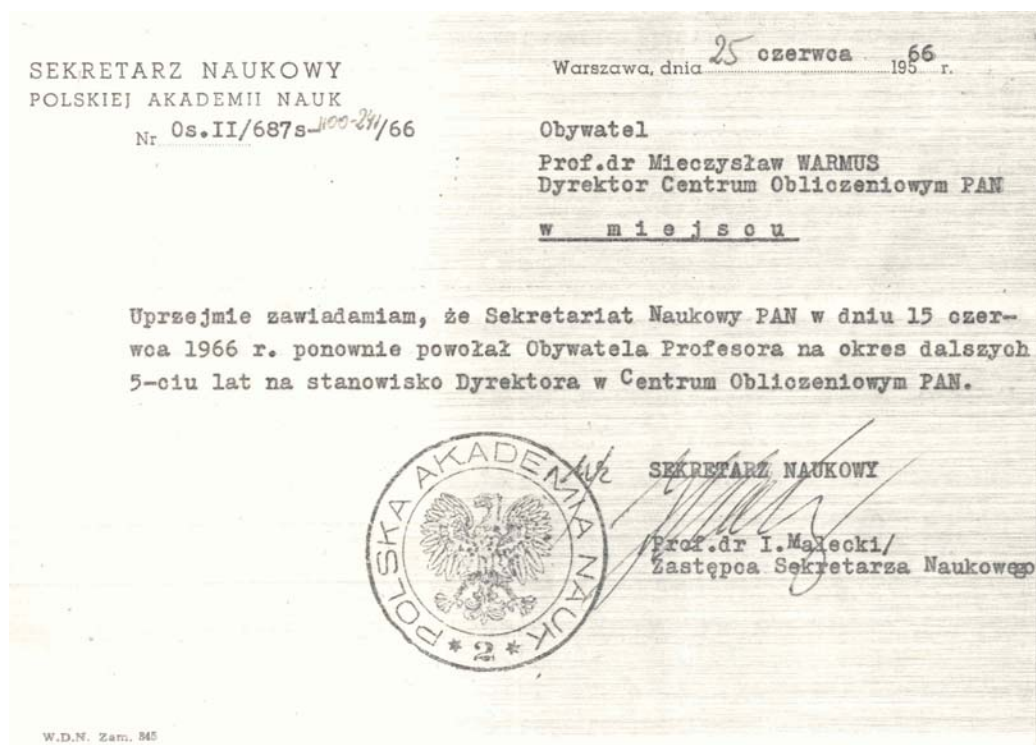 SEKRETARZ NAUKOWY
POLSKIEJ AKADEMII NAUK
Nr Os.II/687s-1100-241/66
Warszawa, dnia 25 czerwca 1966 r.
Obywatel
Prof.dr Mieczysław WARMUS
Dyrektor Centrum Obliczeniowym PAN
w miejscu
Uprzejmie zawiadamiam, że Sekretariat Naukowy PAN w dniu 15 czer-
wca 1966 r. ponownie powołał Obywatela Profesora na okres dalszych
5-ciu lat na stanowisko Dyrektora w Centrum Obliczeniowym PAN.
SEKRETARZ NAUKOWY
/Prof.dr I.Małecki/
Zastępca Sekretarza Naukowego
POLSKA AKADEMIA NAUK
* 2 *
W.D.N. Zam. 845